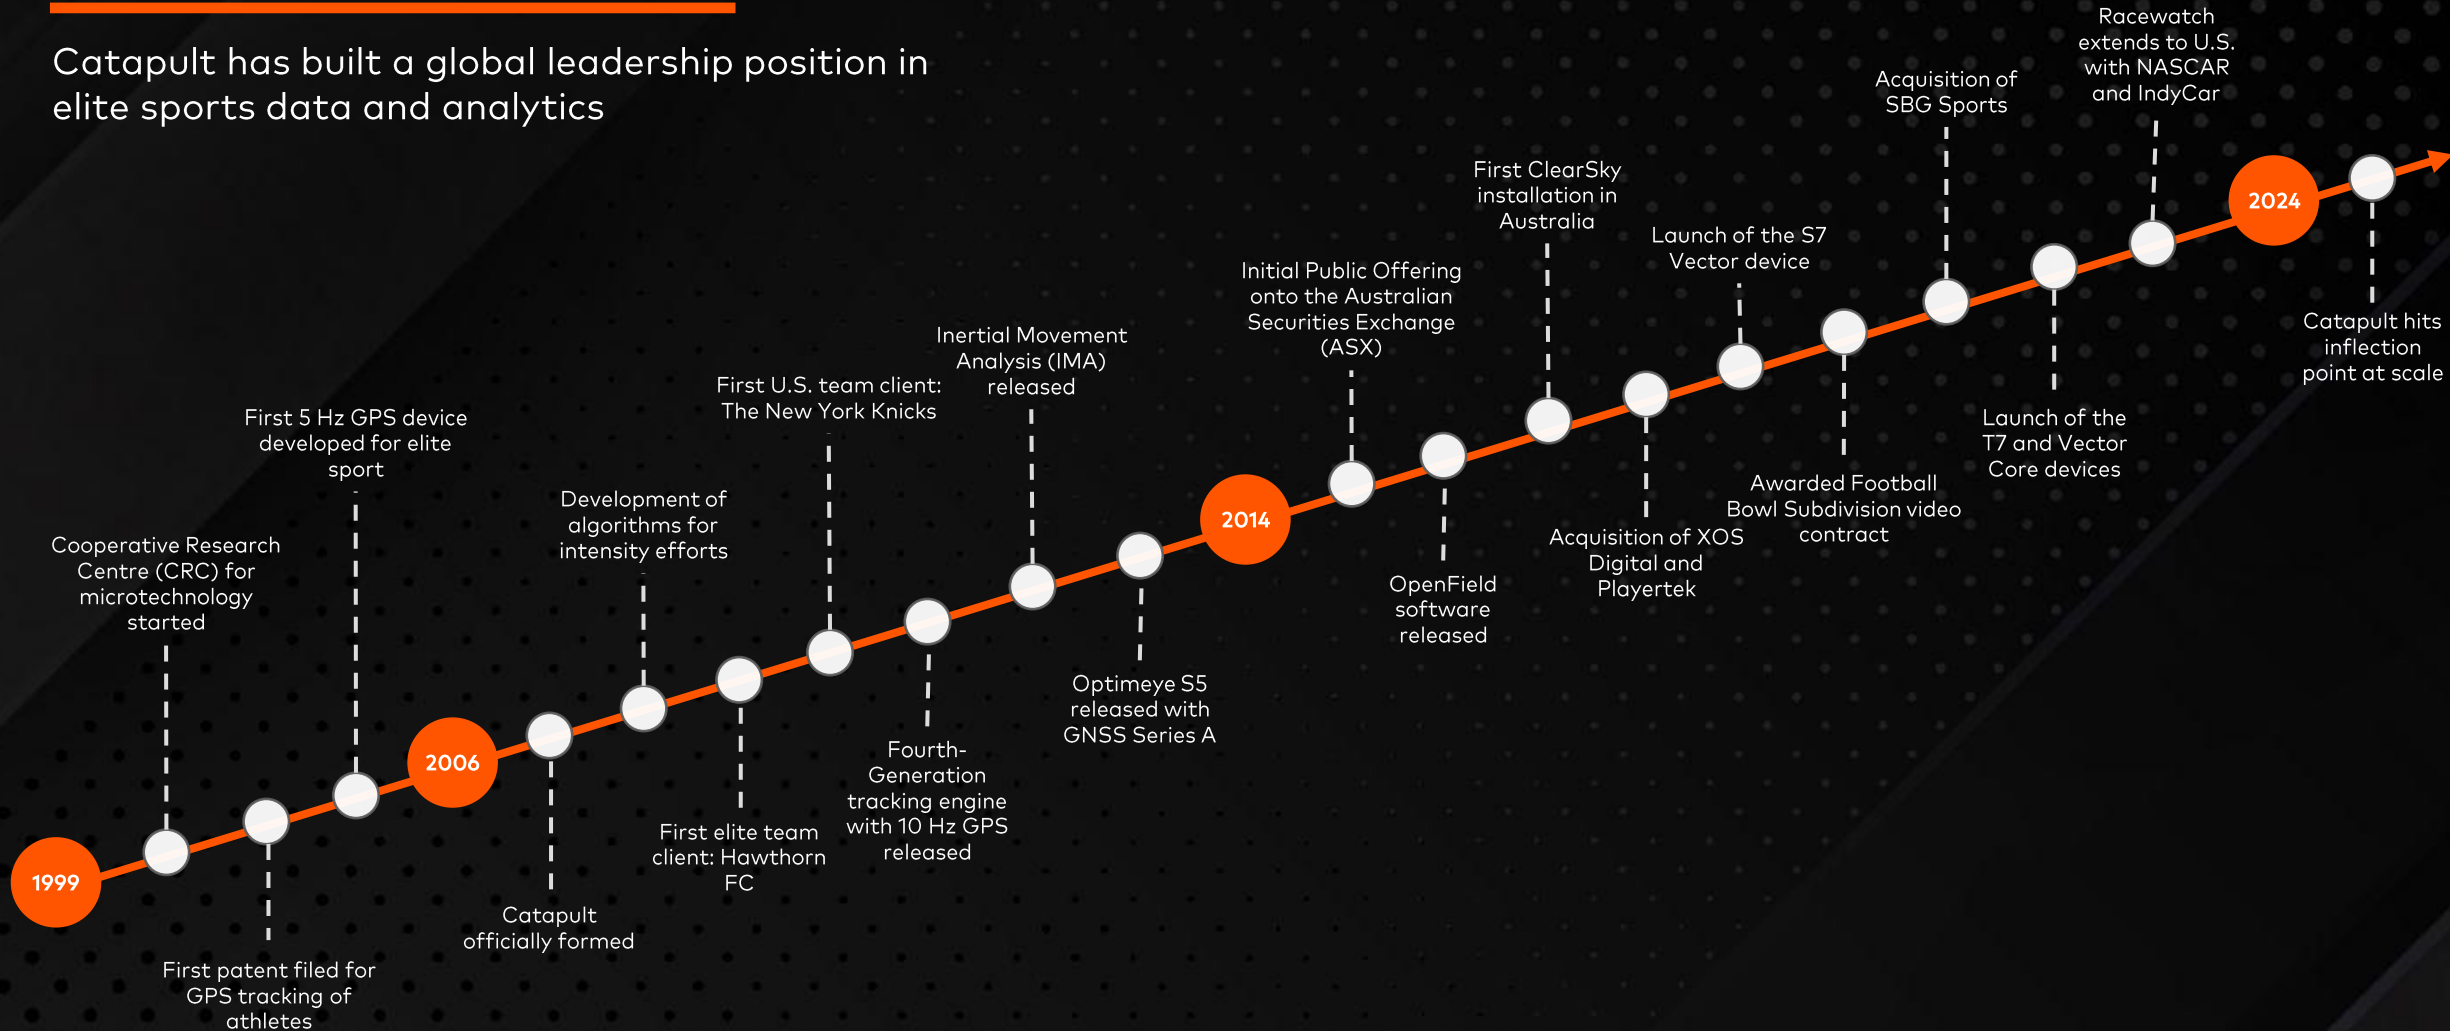 Catapult has built a global leadership position in
elite sports data and analytics
1999
Cooperative Research
Centre (CRC) for
microtechnology
started
First patent filed for
GPS tracking of
athletes
First 5 Hz GPS device
developed for elite
sport
2006
Catapult
officially formed
Development of
algorithms for
intensity efforts
First elite team
client: Hawthorn
FC
First U.S. team client:
The New York Knicks
Fourth-
Generation
tracking engine
with 10 Hz GPS
released
Inertial Movement
Analysis (IMA)
released
Optimeye S5
released with
GNSS Series A
2014
Initial Public Offering
onto the Australian
Securities Exchange
(ASX)
OpenField
software
released
First ClearSky
installation in
Australia
Acquisition of XOS
Digital and
Playertek
Launch of the S7
Vector device
Awarded Football
Bowl Subdivision video
contract
Acquisition of
SBG Sports
Launch of the
T7 and Vector
Core devices
Racewatch
extends to U.S.
with NASCAR
and IndyCar
2024
Catapult hits
inflection
point at scale